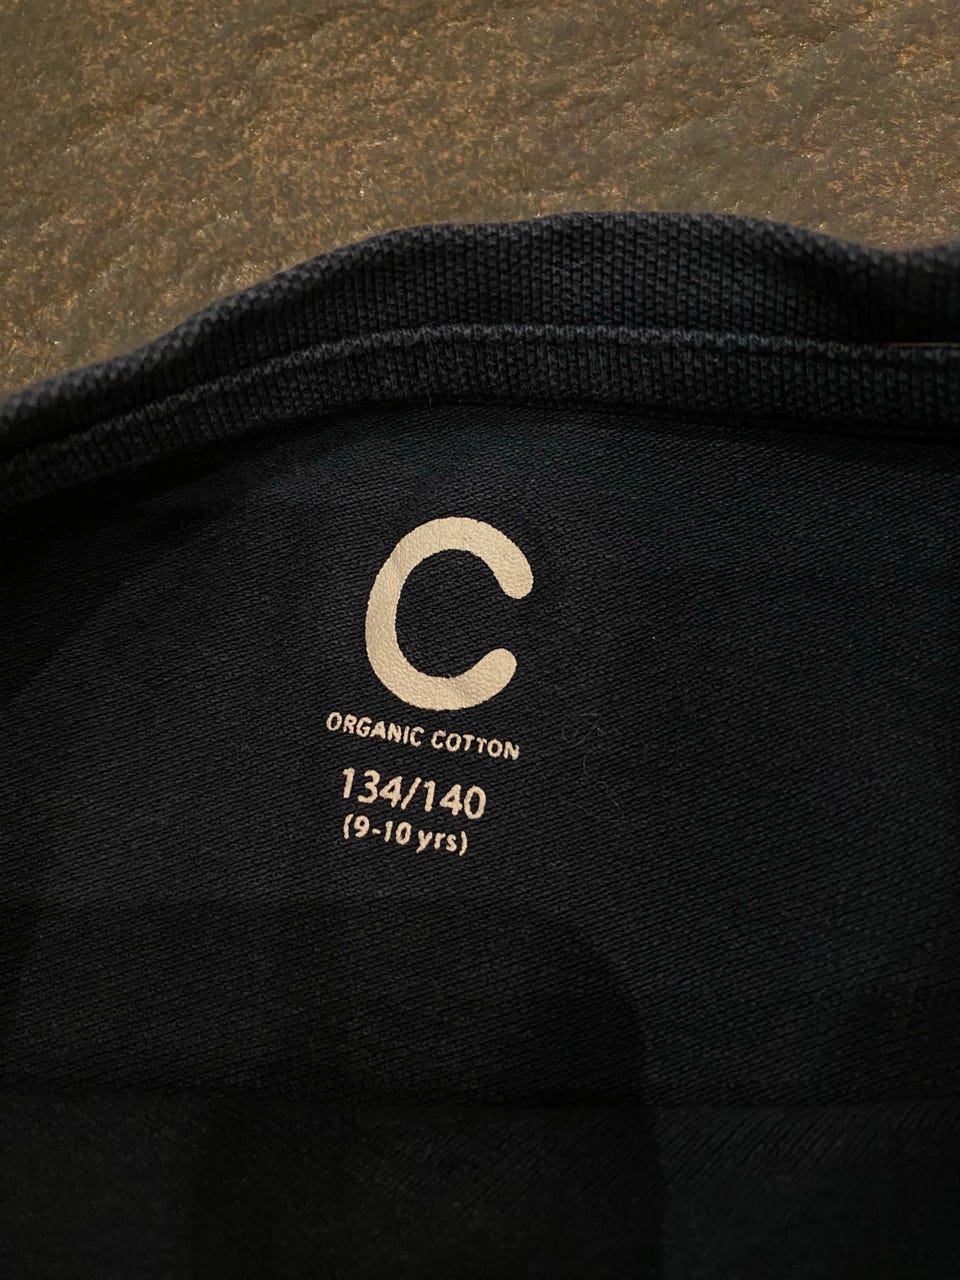 C
ORGANIC COTTON
134/140
(9-10 yrs)